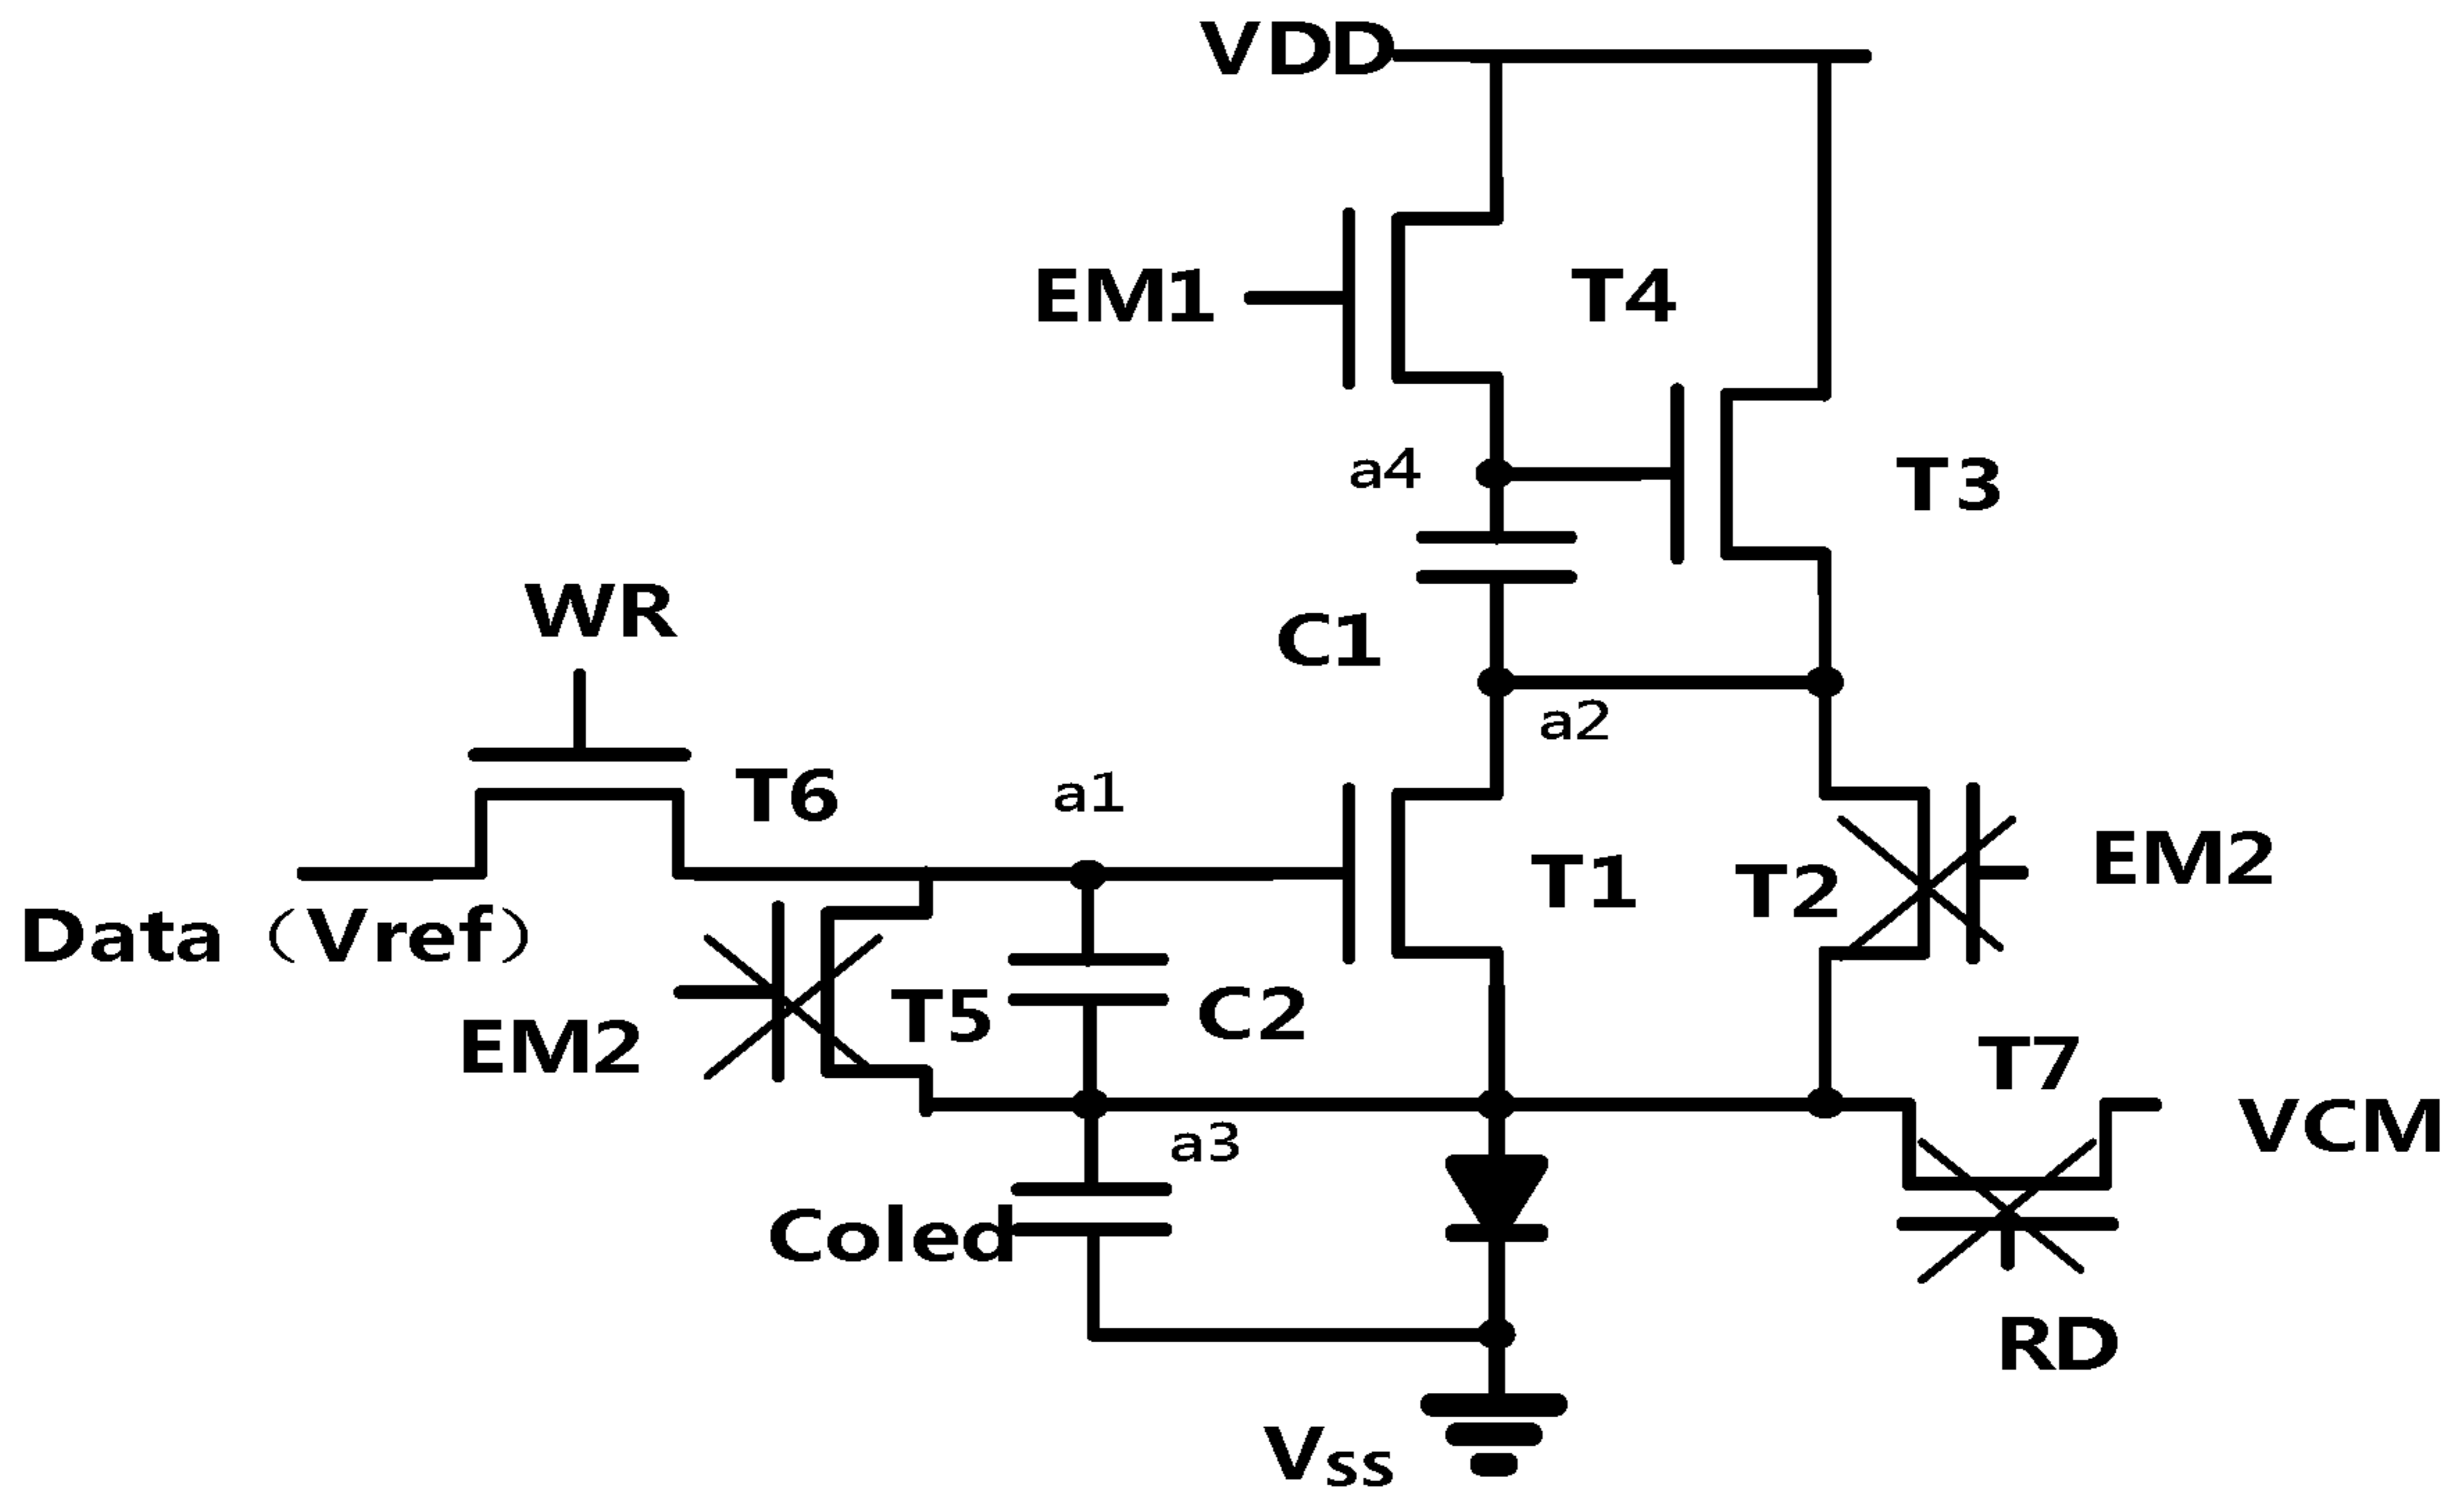 VDD
EM1
T4
a4
T3
WR
C1
a2
T6
a1
T1
T2
EM2
Data（Vref）
T5
C2
EM2
T7
VCM
a3
Coled
RD
Vss